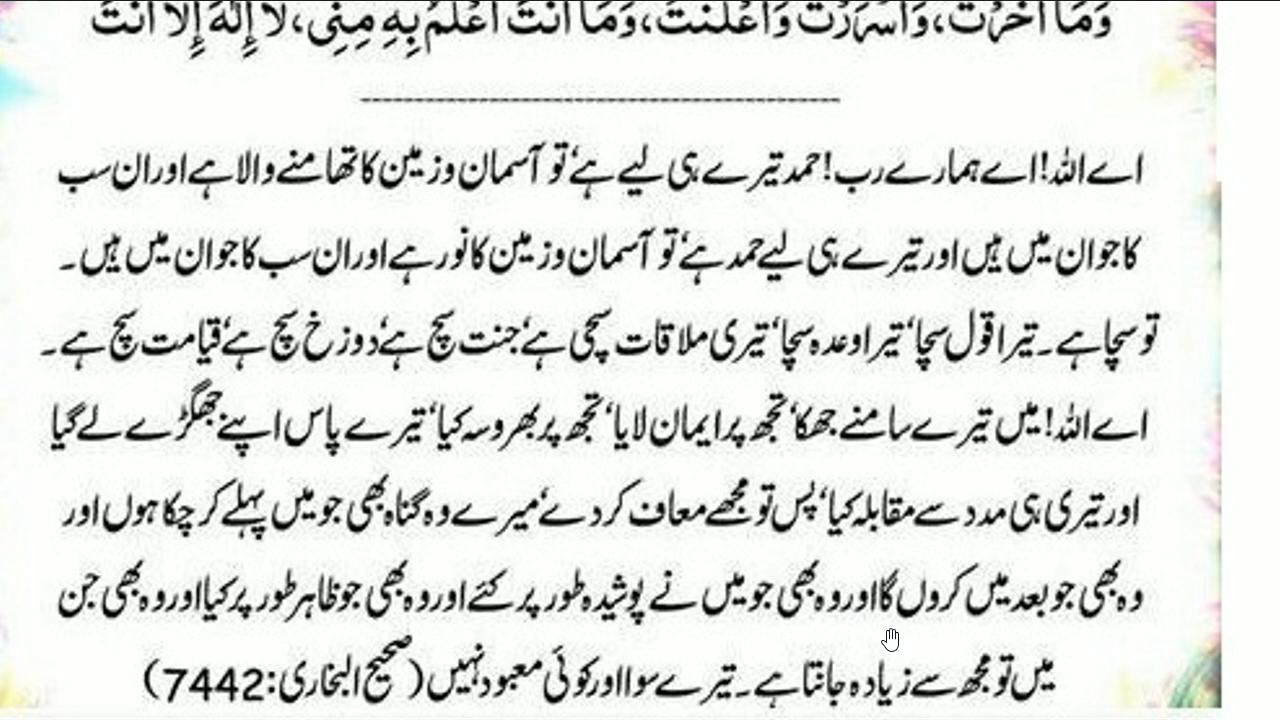 وَمَا أَخَّرْتُ، وَأَسْرَرْتُ وَأَعْلَنْتُ، وَمَا أَنْتَ أَعْلَمُ بِهِ مِنِّي، لَا إِلَهَ إِلَّا أَنْتَ
-------------------------------------------
اے اللہ! اے ہمارے رب! حمد تیرے ہی لیے ہے‘ تو آسمان و زمین کا تھامنے والا ہے اور ان سب
کا جو ان میں ہیں اور تیرے ہی لیے حمد ہے‘ تو آسمان و زمین کا نور ہے اور ان سب کا جو ان میں ہیں۔
تو سچا ہے۔ تیرا قول سچا‘ تیرا وعدہ سچا‘ تیری ملاقات سچی ہے‘ جنت سچ ہے‘ دوزخ سچ ہے‘ قیامت سچ ہے۔
اے اللہ! میں تیرے سامنے جھکا‘ تجھ پر ایمان لایا‘ تجھ پر بھروسہ کیا‘ تیرے پاس اپنے جھگڑے لے گیا
اور تیری ہی مدد سے مقابلہ کیا‘ پس تو مجھے معاف کر دے‘ میرے وہ گناہ بھی جو میں پہلے کر چکا ہوں اور
وہ بھی جو بعد میں کروں گا اور وہ بھی جو میں نے پوشیدہ طور پر کئے اور وہ بھی جو ظاہر طور پر کیا اور وہ بھی جن
میں تو مجھ سے زیادہ جانتا ہے۔ تیرے سوا اور کوئی معبود نہیں (صحیح البخاری:7442)